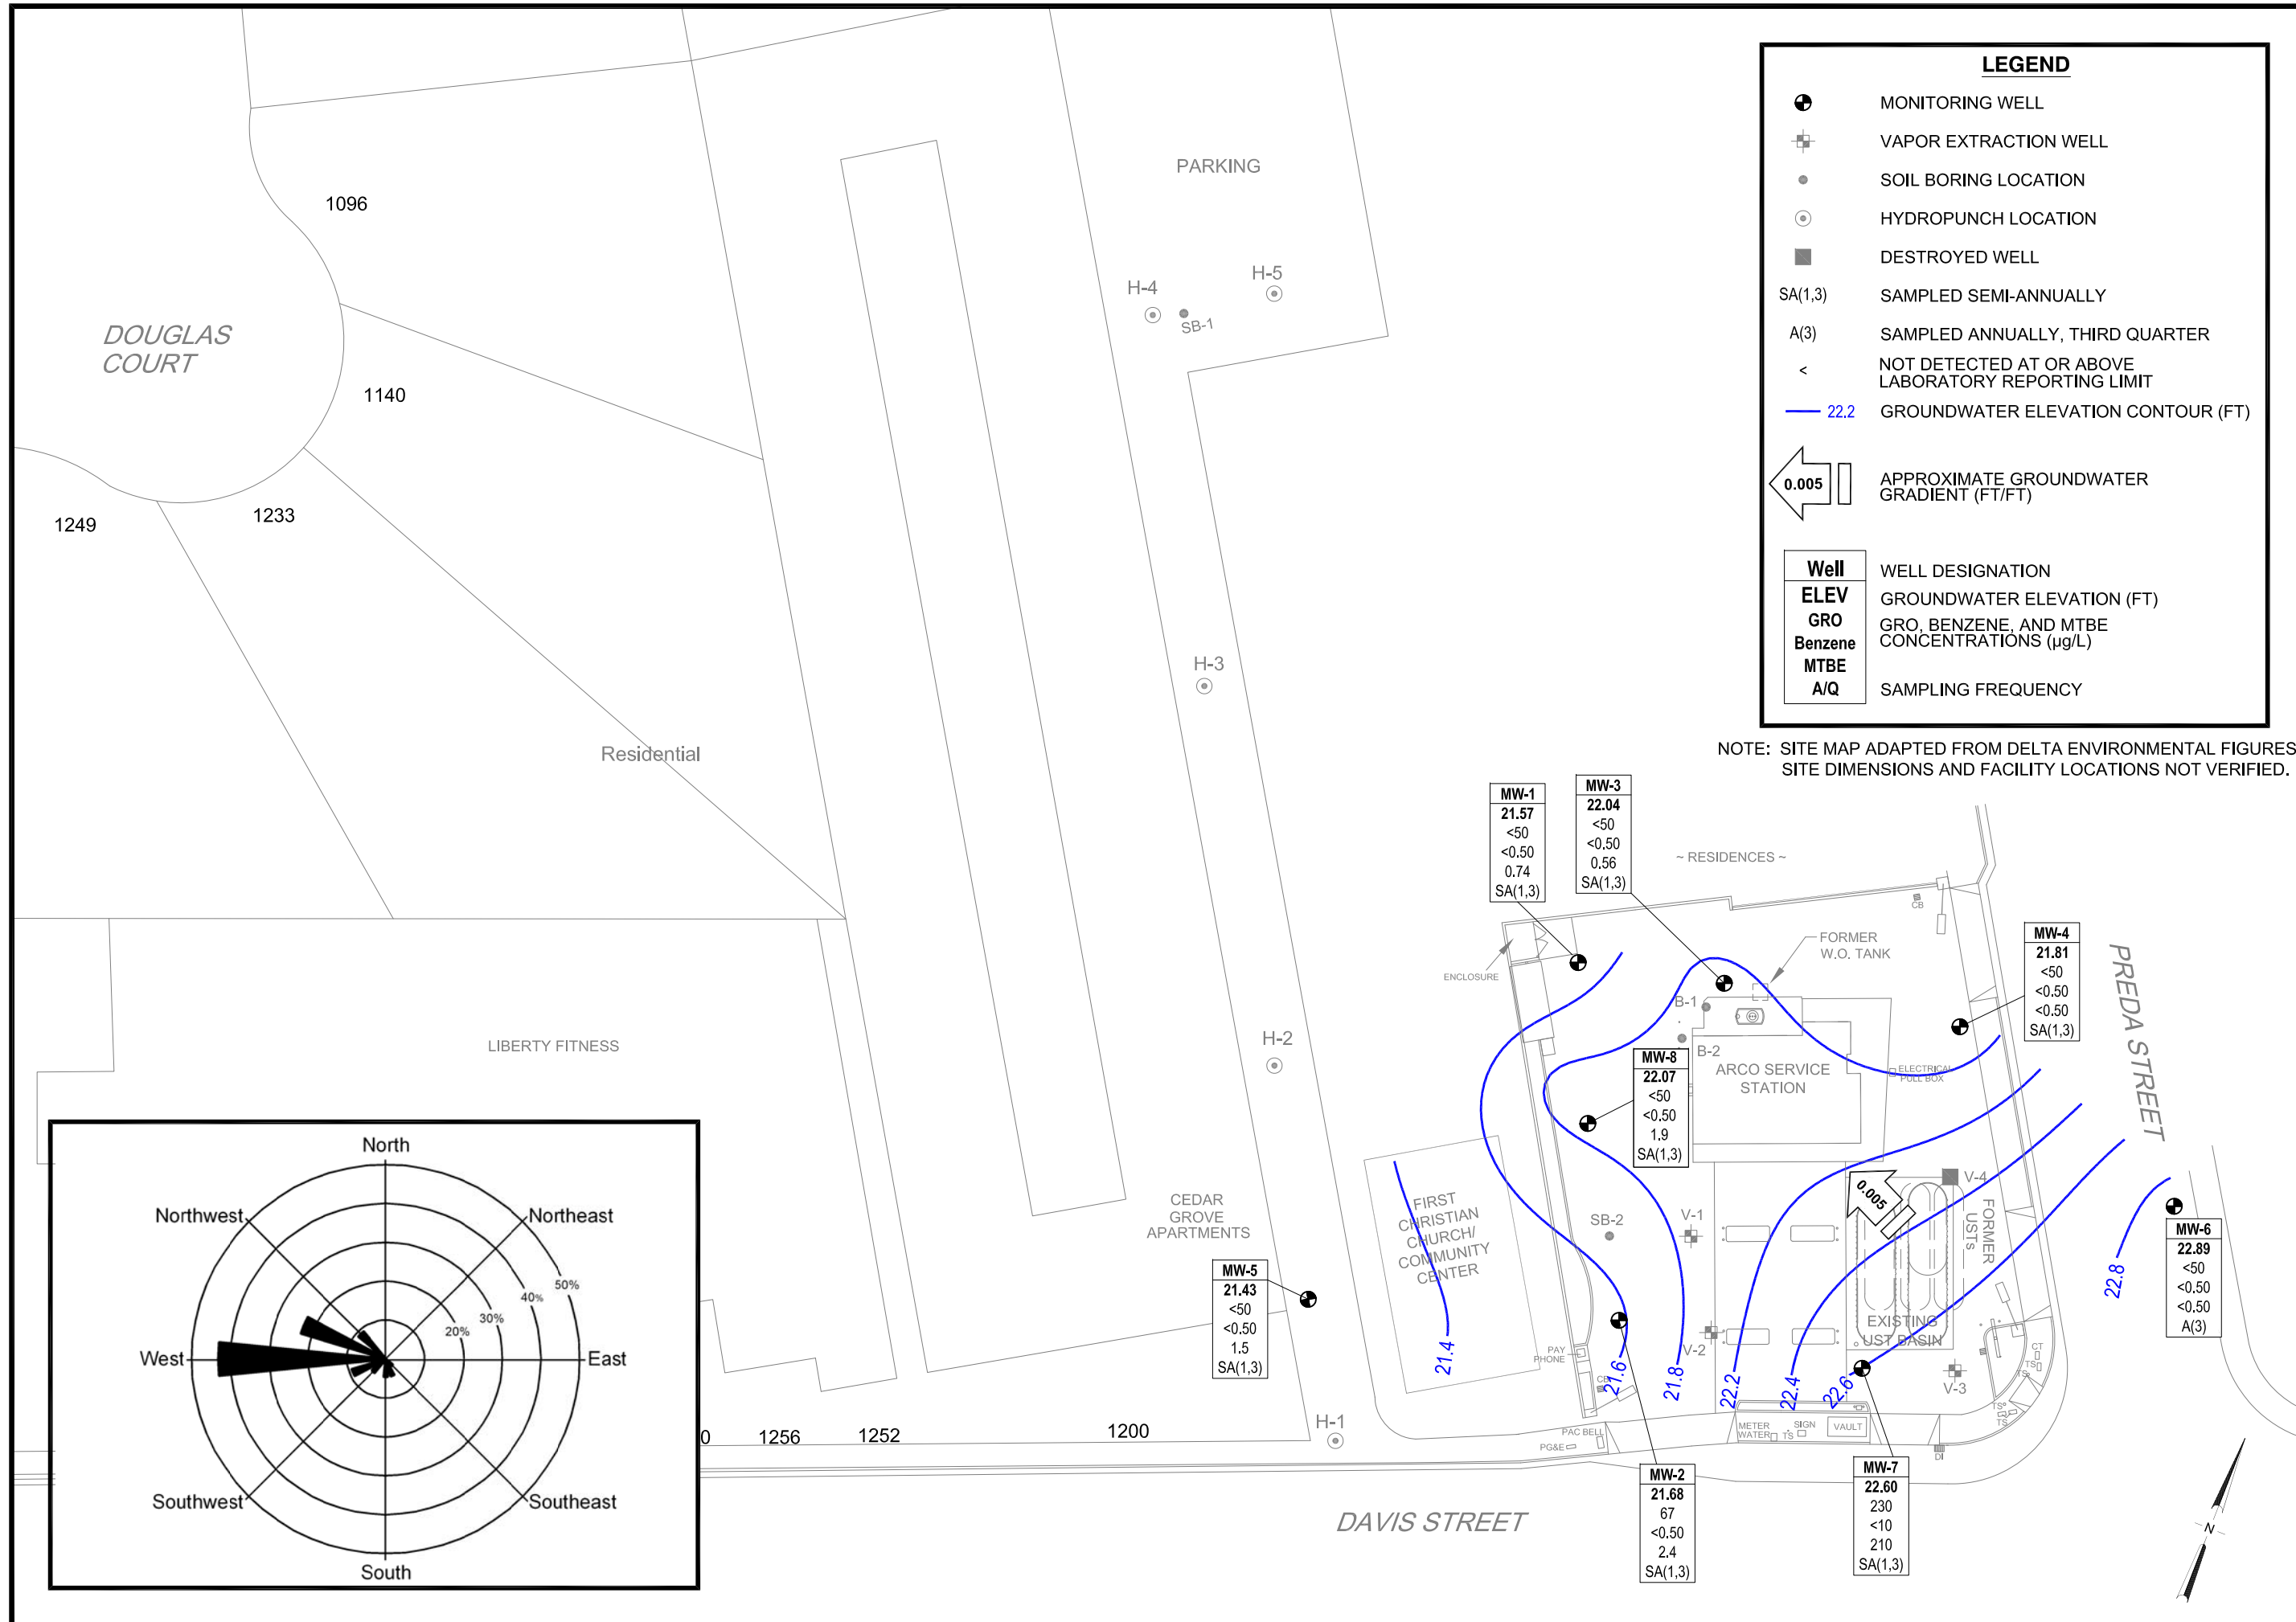 LEGEND
MONITORING WELL
VAPOR EXTRACTION WELL
SOIL BORING LOCATION
HYDROPUNCH LOCATION
DESTROYED WELL
SA(1,3) SAMPLED SEMI-ANNUALLY
A(3) SAMPLED ANNUALLY, THIRD QUARTER
< NOT DETECTED AT OR ABOVE
LABORATORY REPORTING LIMIT
22.2 GROUNDWATER ELEVATION CONTOUR (FT)
0.005 APPROXIMATE GROUNDWATER
GRADIENT (FT/FT)
Well WELL DESIGNATION
ELEV GROUNDWATER ELEVATION (FT)
GRO GRO, BENZENE, AND MTBE
Benzene CONCENTRATIONS (µg/L)
MTBE
A/Q SAMPLING FREQUENCY
NOTE: SITE MAP ADAPTED FROM DELTA ENVIRONMENTAL FIGURES
SITE DIMENSIONS AND FACILITY LOCATIONS NOT VERIFIED.
PARKING
1096
DOUGLAS
COURT
1140
1249
1233
H-4
SB-1
H-5
H-3
Residential
H-2
LIBERTY FITNESS
CEDAR
GROVE
APARTMENTS
H-1
0
1256
1252
1200
MW-1
21.57
<50
<0.50
0.74
SA(1,3)
MW-3
22.04
<50
<0.50
0.56
SA(1,3)
~ RESIDENCES ~
CB
FORMER
W.O. TANK
ENCLOSURE
MW-4
21.81
<50
<0.50
<0.50
SA(1,3)
PREDA STREET
B-1
B-2
MW-8
22.07
<50
<0.50
1.9
SA(1,3)
ARCO SERVICE
STATION
ELECTRICAL
PULL BOX
FIRST
CHRISTIAN
CHURCH/
COMMUNITY
CENTER
SB-2
V-1
V-2
0.005
V-4
FORMER
USTs
EXISTING
UST BASIN
V-3
CT
TS
TS
TS
TS
MW-6
22.89
<50
<0.50
<0.50
A(3)
MW-5
21.43
<50
<0.50
1.5
SA(1,3)
PAY
PHONE
CB
21.4
21.6
21.8
22.2
22.4
22.6
22.8
PAC BELL
PG&E
METER
WATER
TS
SIGN
VAULT
DI
MW-2
21.68
67
<0.50
2.4
SA(1,3)
MW-7
22.60
230
<10
210
SA(1,3)
DAVIS STREET
N
North
Northwest
Northeast
50%
40%
30%
20%
West
East
Southwest
Southeast
South